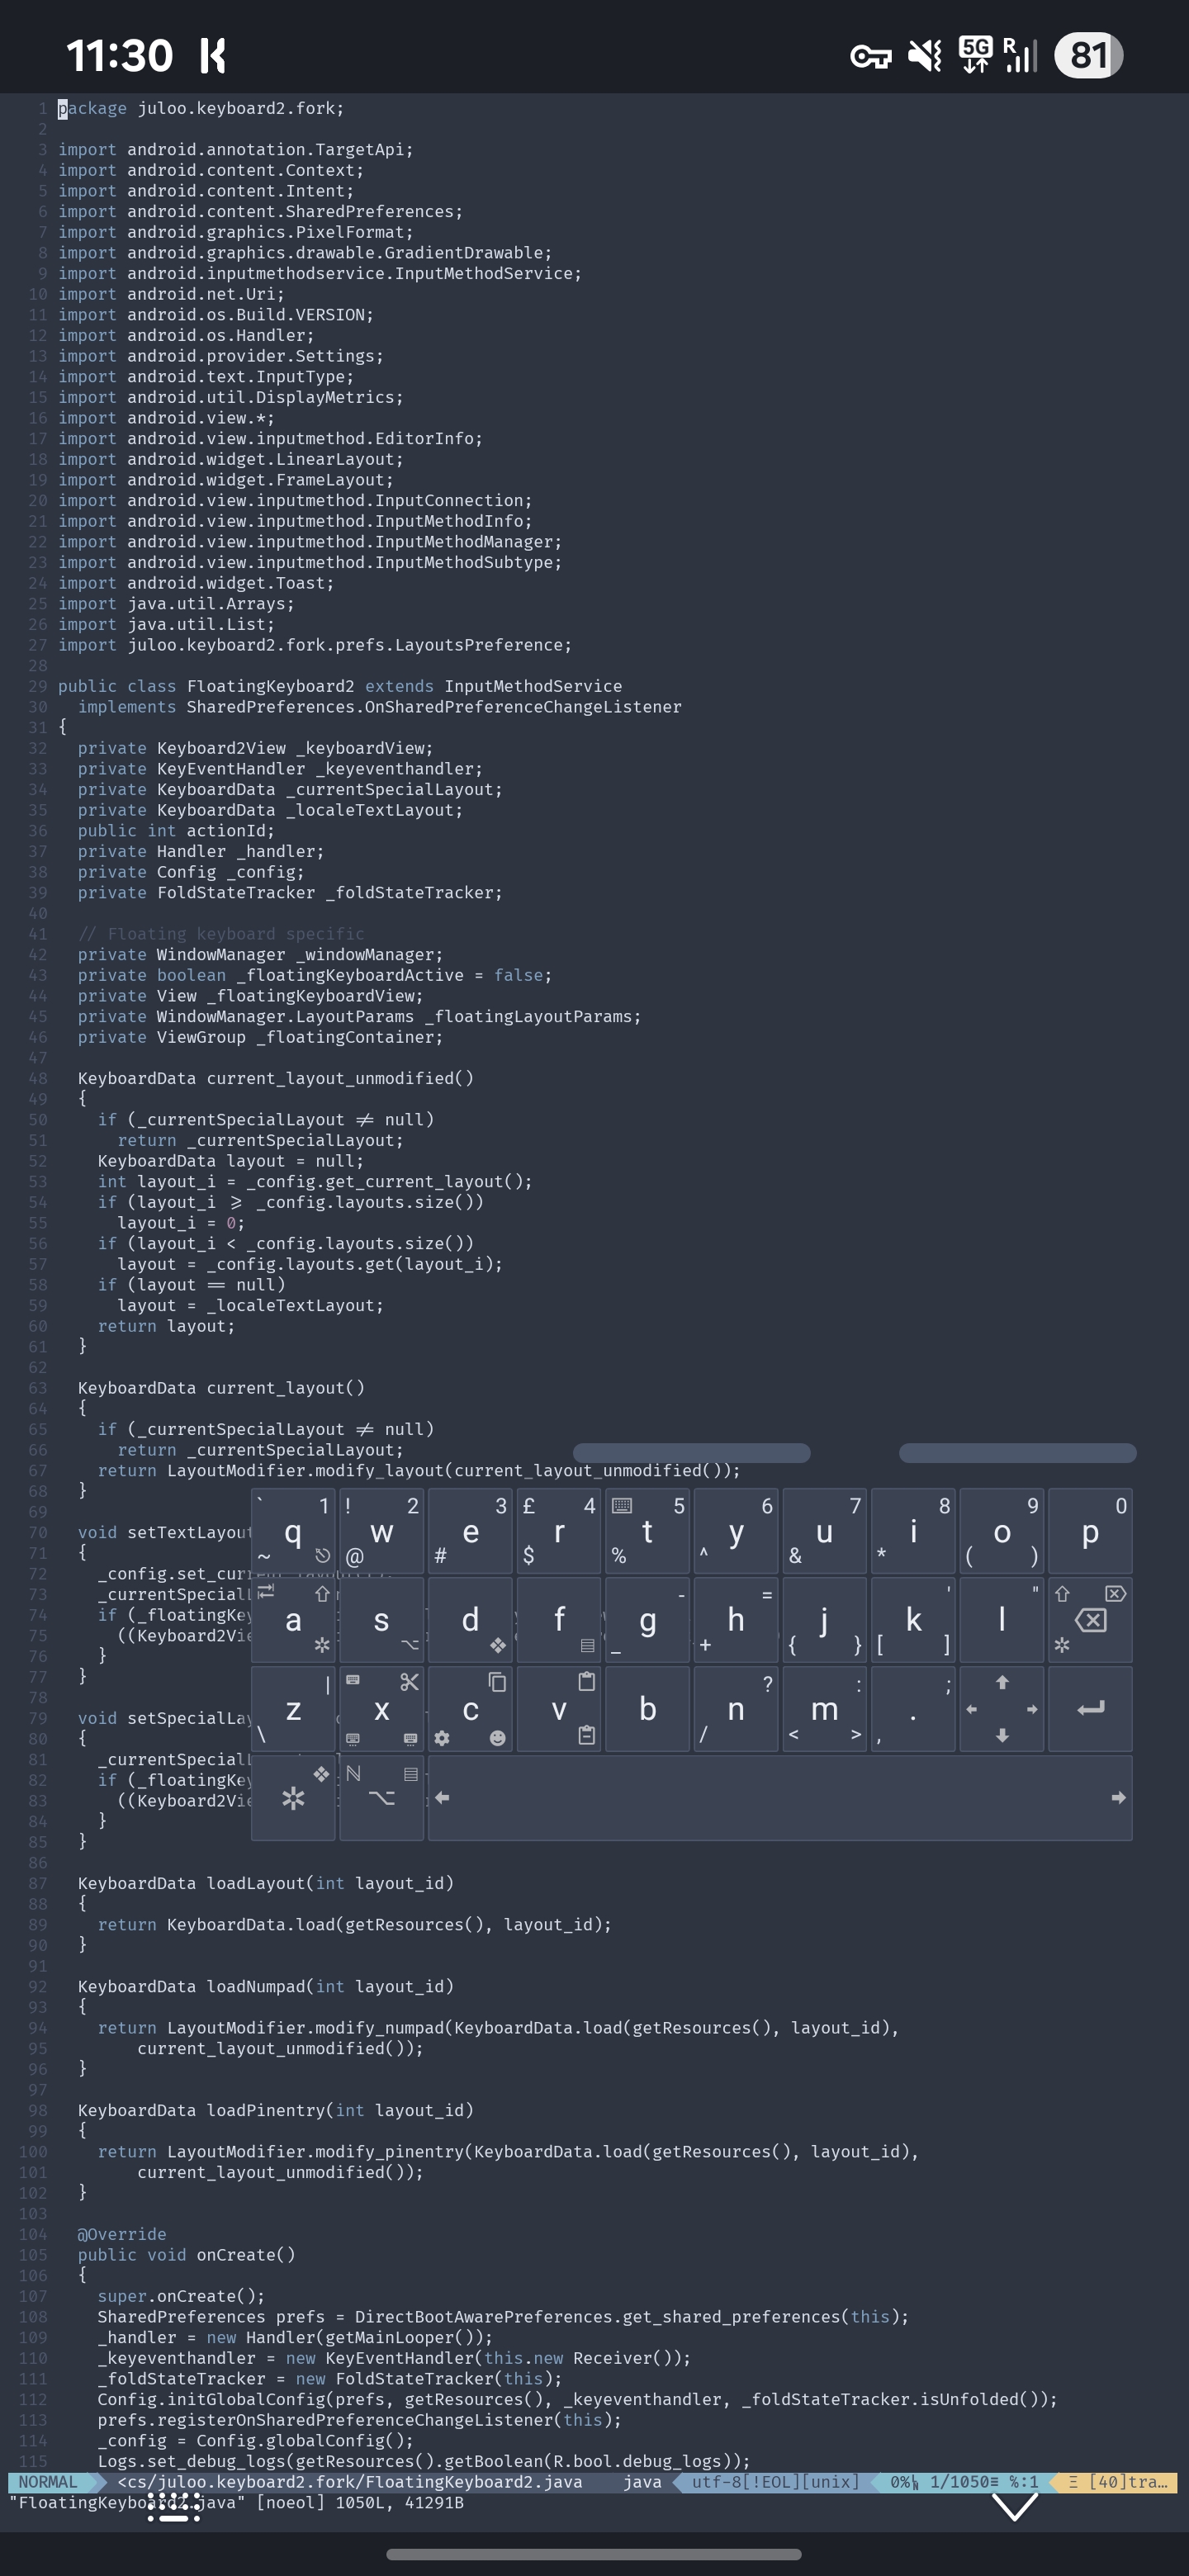 11:30
5G R 81
1 package juloo.keyboard2.fork;
2
3 import android.annotation.TargetApi;
4 import android.content.Context;
5 import android.content.Intent;
6 import android.content.SharedPreferences;
7 import android.graphics.PixelFormat;
8 import android.graphics.drawable.GradientDrawable;
9 import android.inputmethodservice.InputMethodService;
10 import android.net.Uri;
11 import android.os.Build.VERSION;
12 import android.os.Handler;
13 import android.provider.Settings;
14 import android.text.InputType;
15 import android.util.DisplayMetrics;
16 import android.view.*;
17 import android.view.inputmethod.EditorInfo;
18 import android.widget.LinearLayout;
19 import android.widget.FrameLayout;
20 import android.view.inputmethod.InputConnection;
21 import android.view.inputmethod.InputMethodInfo;
22 import android.view.inputmethod.InputMethodManager;
23 import android.view.inputmethod.InputMethodSubtype;
24 import android.widget.Toast;
25 import java.util.Arrays;
26 import java.util.List;
27 import juloo.keyboard2.fork.prefs.LayoutsPreference;
28
29 public class FloatingKeyboard2 extends InputMethodService
30   implements SharedPreferences.OnSharedPreferenceChangeListener
31 {
32   private Keyboard2View _keyboardView;
33   private KeyEventHandler _keyeventhandler;
34   private KeyboardData _currentSpecialLayout;
35   private KeyboardData _localeTextLayout;
36   public int actionId;
37   private Handler _handler;
38   private Config _config;
39   private FoldStateTracker _foldStateTracker;
40
41   // Floating keyboard specific
42   private WindowManager _windowManager;
43   private boolean _floatingKeyboardActive = false;
44   private View _floatingKeyboardView;
45   private WindowManager.LayoutParams _floatingLayoutParams;
46   private ViewGroup _floatingContainer;
47
48   KeyboardData current_layout_unmodified()
49   {
50     if (_currentSpecialLayout ≠ null)
51       return _currentSpecialLayout;
52     KeyboardData layout = null;
53     int layout_i = _config.get_current_layout();
54     if (layout_i ⩾ _config.layouts.size())
55       layout_i = 0;
56     if (layout_i < _config.layouts.size())
57       layout = _config.layouts.get(layout_i);
58     if (layout == null)
59       layout = _localeTextLayout;
60     return layout;
61   }
62
63   KeyboardData current_layout()
64   {
65     if (_currentSpecialLayout ≠ null)
66       return _currentSpecialLayout;
67     return LayoutModifier.modify_layout(current_layout_unmodified());
68   }
69
70   void setTextLayout
71   {
72     _config.set_current_layout
73     _currentSpecialL
74     if (_floatingKey
75       ((Keyboard2Vie
76     }
77   }
78
79   void setSpecialLay
80   {
81     _currentSpecialL
82     if (_floatingKey
83       ((Keyboard2Vie
84     }
85   }
86
87   KeyboardData loadLayout(int layout_id)
88   {
89     return KeyboardData.load(getResources(), layout_id);
90   }
91
92   KeyboardData loadNumpad(int layout_id)
93   {
94     return LayoutModifier.modify_numpad(KeyboardData.load(getResources(), layout_id),
95         current_layout_unmodified());
96   }
97
98   KeyboardData loadPinentry(int layout_id)
99   {
100     return LayoutModifier.modify_pinentry(KeyboardData.load(getResources(), layout_id),
101         current_layout_unmodified());
102   }
103
104   @Override
105   public void onCreate()
106   {
107     super.onCreate();
108     SharedPreferences prefs = DirectBootAwarePreferences.get_shared_preferences(this);
109     _handler = new Handler(getMainLooper());
110     _keyeventhandler = new KeyEventHandler(this.new Receiver());
111     _foldStateTracker = new FoldStateTracker(this);
112     Config.initGlobalConfig(prefs, getResources(), _keyeventhandler, _foldStateTracker.isUnfolded());
113     prefs.registerOnSharedPreferenceChangeListener(this);
114     _config = Config.globalConfig();
115     Logs.set_debug_logs(getResources().getBoolean(R.bool.debug_logs));
` 1 ! 2 3 £ 4 5 6 7 8 9 0
q w e r t y u i o p
~ @ # $ % ^ & * ( )
- = ' "
a s d f g h j k l
_ + { } [ ]
| ? : ;
z x c v b n m .
\ / < > ,
ℕ
NORMAL <cs/juloo.keyboard2.fork/FloatingKeyboard2.java java utf-8[!EOL][unix] 0% 1/1050≡ %:1 Ξ [40]tra…
"FloatingKeyboard2.java" [noeol] 1050L, 41291B